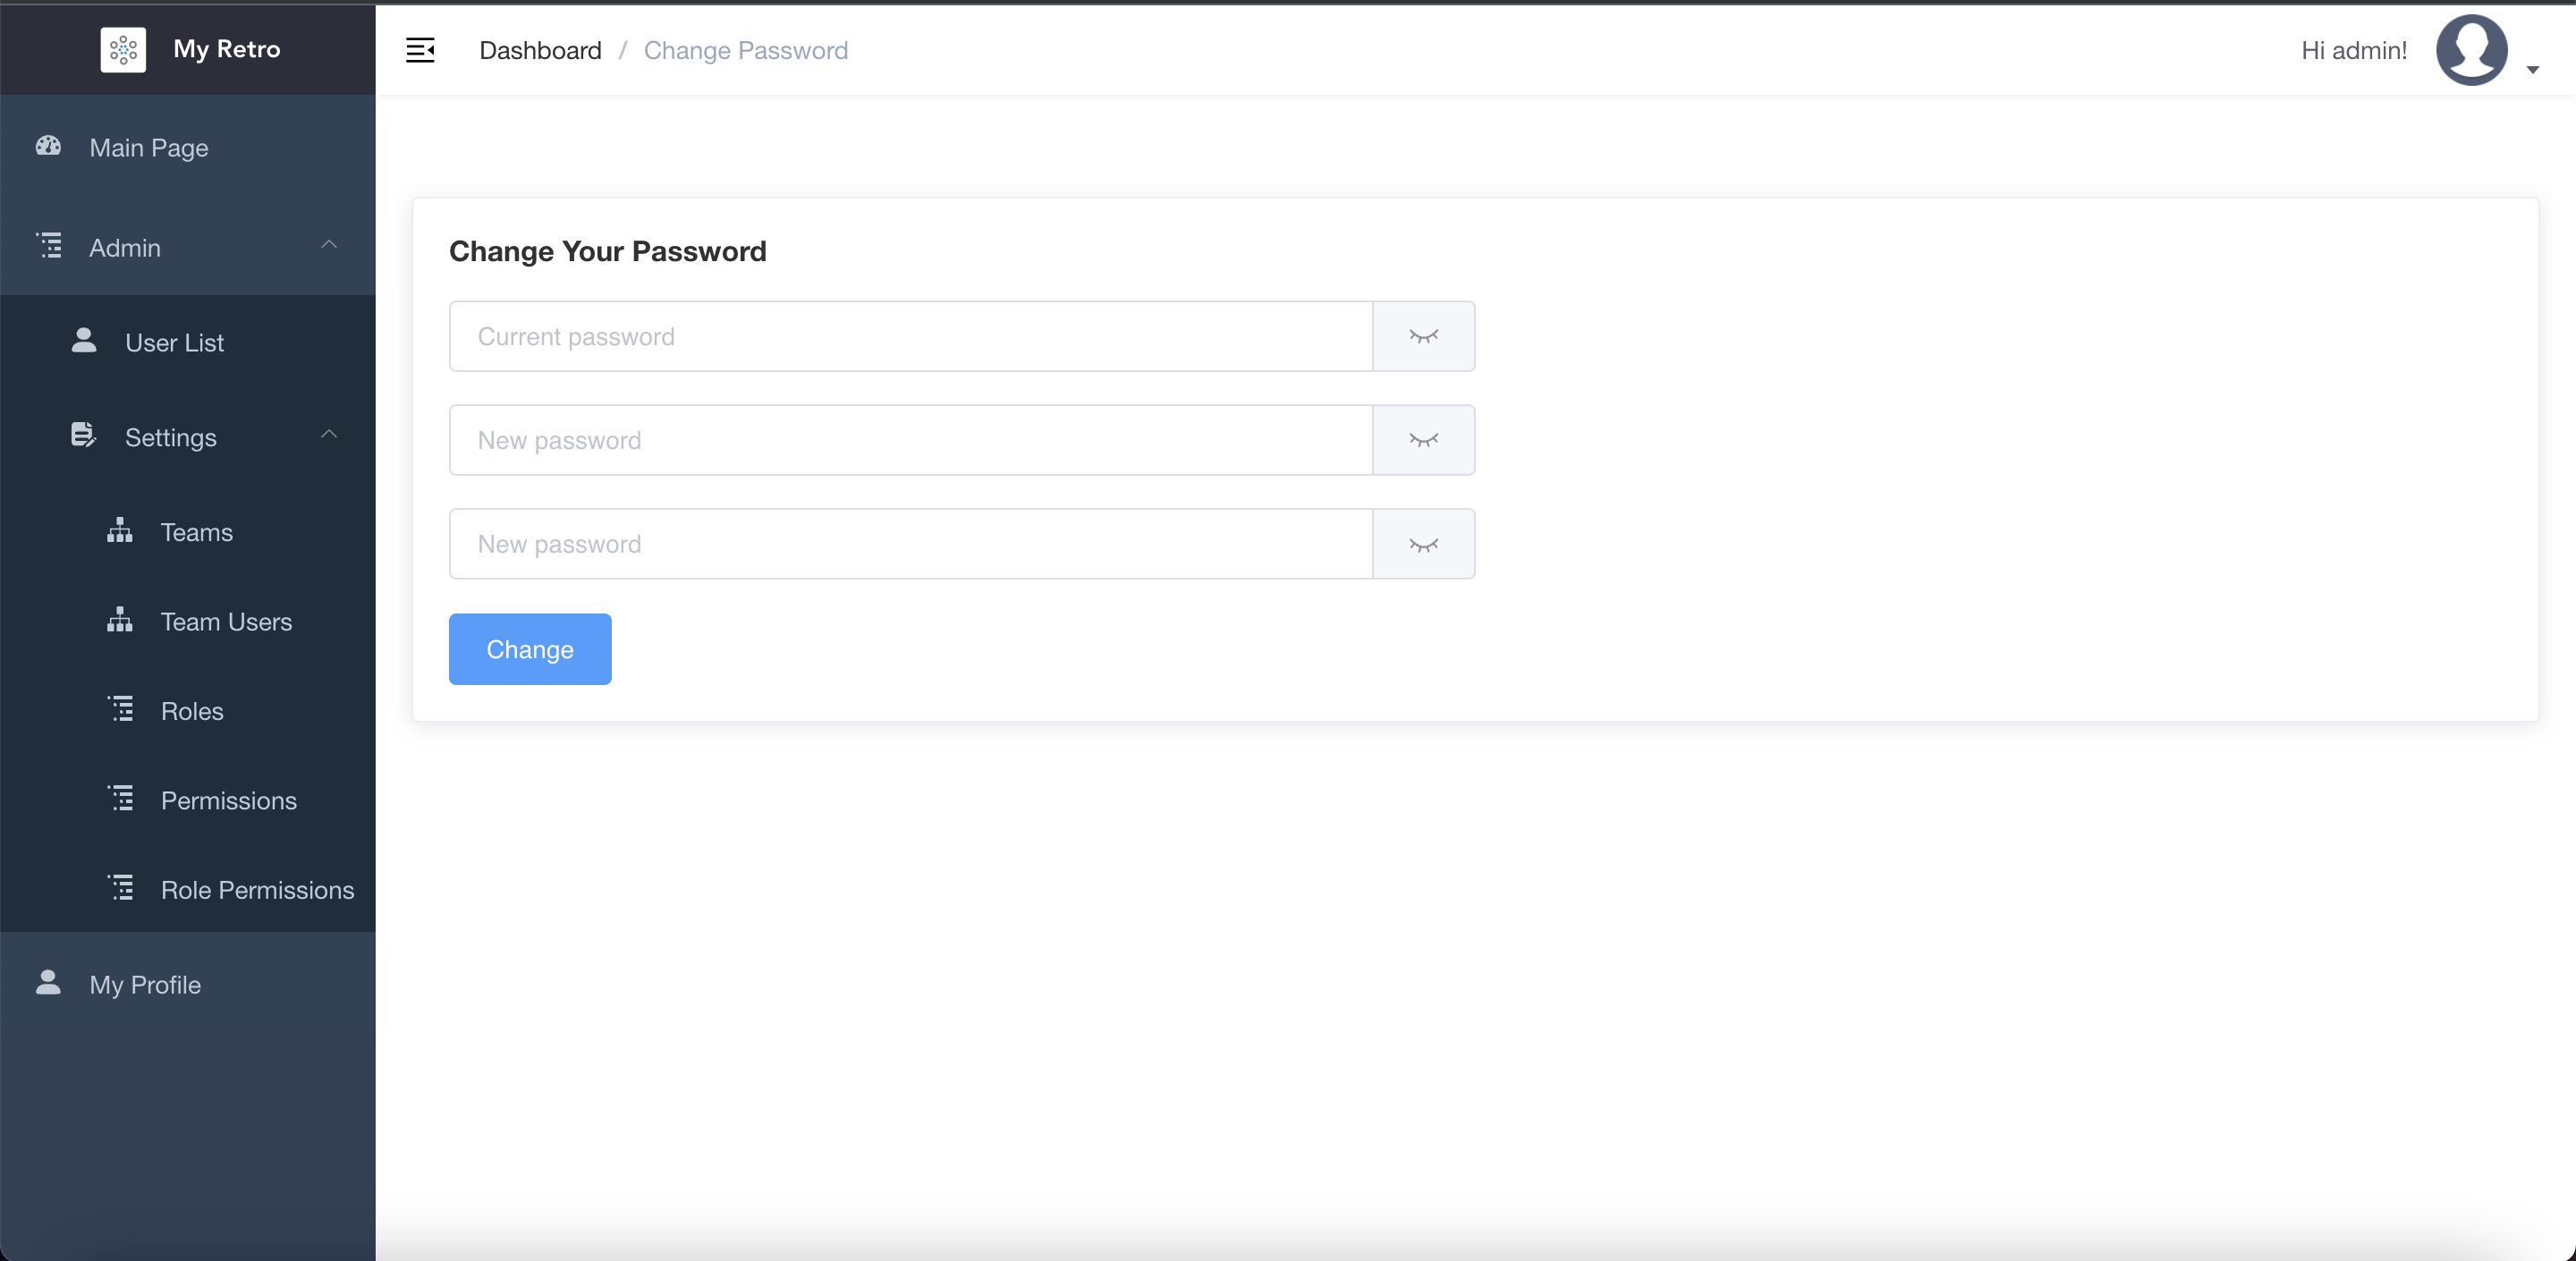 My Retro
Dashboard / Change Password
Hi admin!
Main Page
Admin
User List
Settings
Teams
Team Users
Roles
Permissions
Role Permissions
My Profile
Change Your Password
Current password
New password
New password
Change